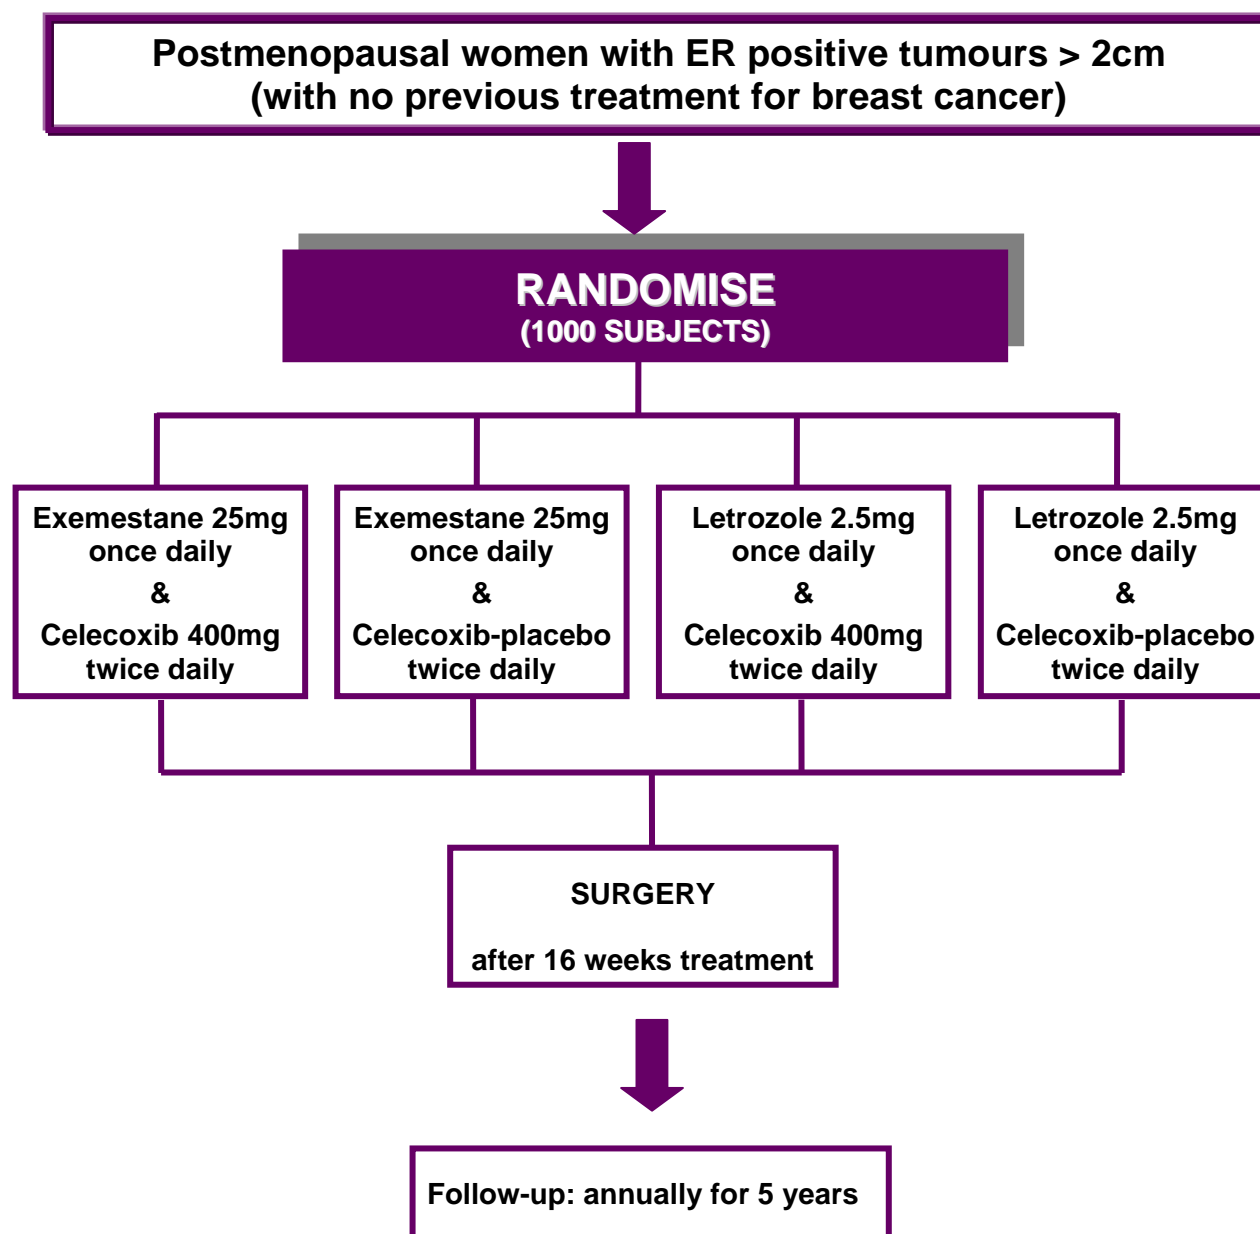 Postmenopausal women with ER positive tumours > 2cm
(with no previous treatment for breast cancer)
RANDOMISE
(1000 SUBJECTS)
Exemestane 25mg
once daily
&
Celecoxib 400mg
twice daily
Exemestane 25mg
once daily
&
Celecoxib-placebo
twice daily
Letrozole 2.5mg
once daily
&
Celecoxib 400mg
twice daily
Letrozole 2.5mg
once daily
&
Celecoxib-placebo
twice daily
SURGERY
after 16 weeks treatment
Follow-up: annually for 5 years